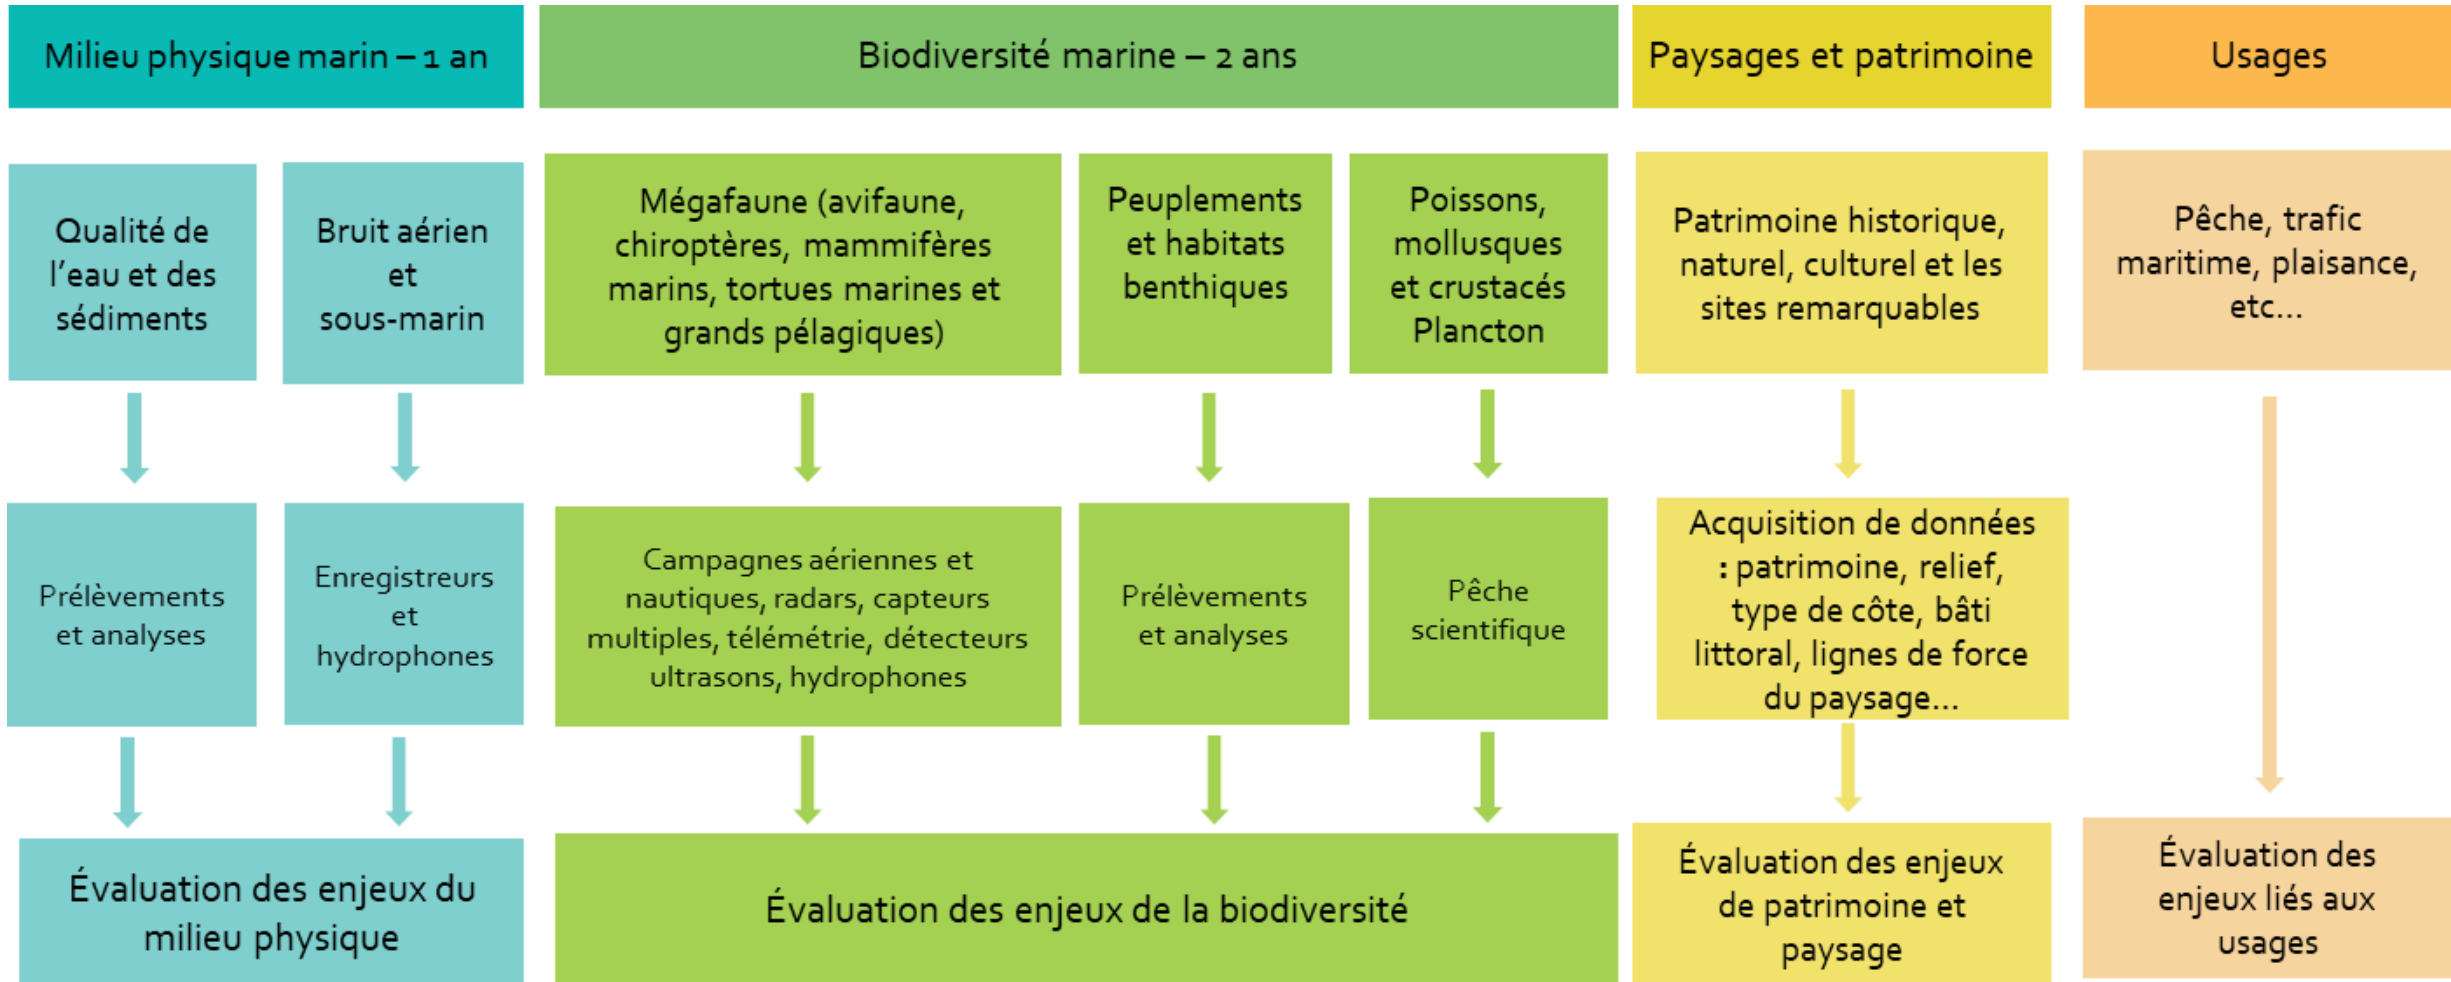 Milieu physique marin – 1 an
Biodiversité marine – 2 ans
Paysages et patrimoine
Usages
Qualité de
l'eau et des
sédiments
Bruit aérien
et
sous-marin
Mégafaune (avifaune,
chiroptères, mammifères
marins, tortues marines et
grands pélagiques)
Peuplements
et habitats
benthiques
Poissons,
mollusques
et crustacés
Plancton
Patrimoine historique,
naturel, culturel et les
sites remarquables
Pêche, trafic
maritime, plaisance,
etc...
Prélèvements
et analyses
Enregistreurs
et
hydrophones
Campagnes aériennes et
nautiques, radars, capteurs
multiples, télémétrie, détecteurs
ultrasons, hydrophones
Prélèvements
et analyses
Pêche
scientifique
Acquisition de données
: patrimoine, relief,
type de côte, bâti
littoral, lignes de force
du paysage...
Évaluation des enjeux du
milieu physique
Évaluation des enjeux de la biodiversité
Évaluation des enjeux
de patrimoine et
paysage
Évaluation des
enjeux liés aux
usages